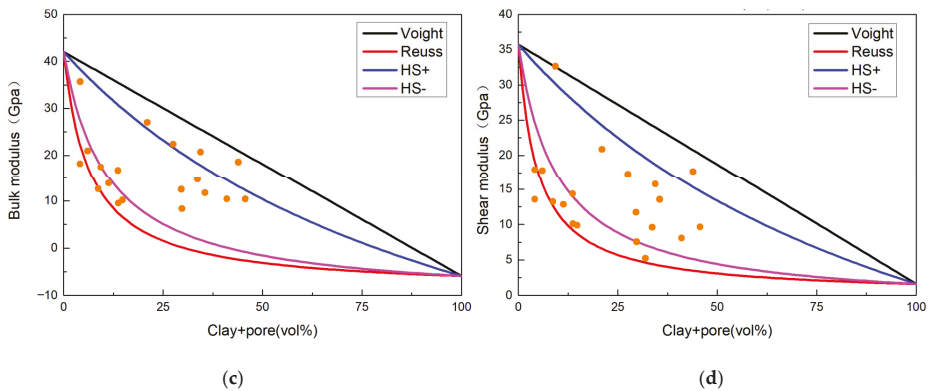 (c)
50
40
30
20
10
0
−10
Bulk modulus（Gpa）
Voight
Reuss
HS+
HS-
0
25
50
75
100
Clay+pore(vol%)
(d)
40
35
30
25
20
15
10
5
0
Shear modulus（Gpa）
Voight
Reuss
HS+
HS-
0
25
50
75
100
Clay+pore(vol%)